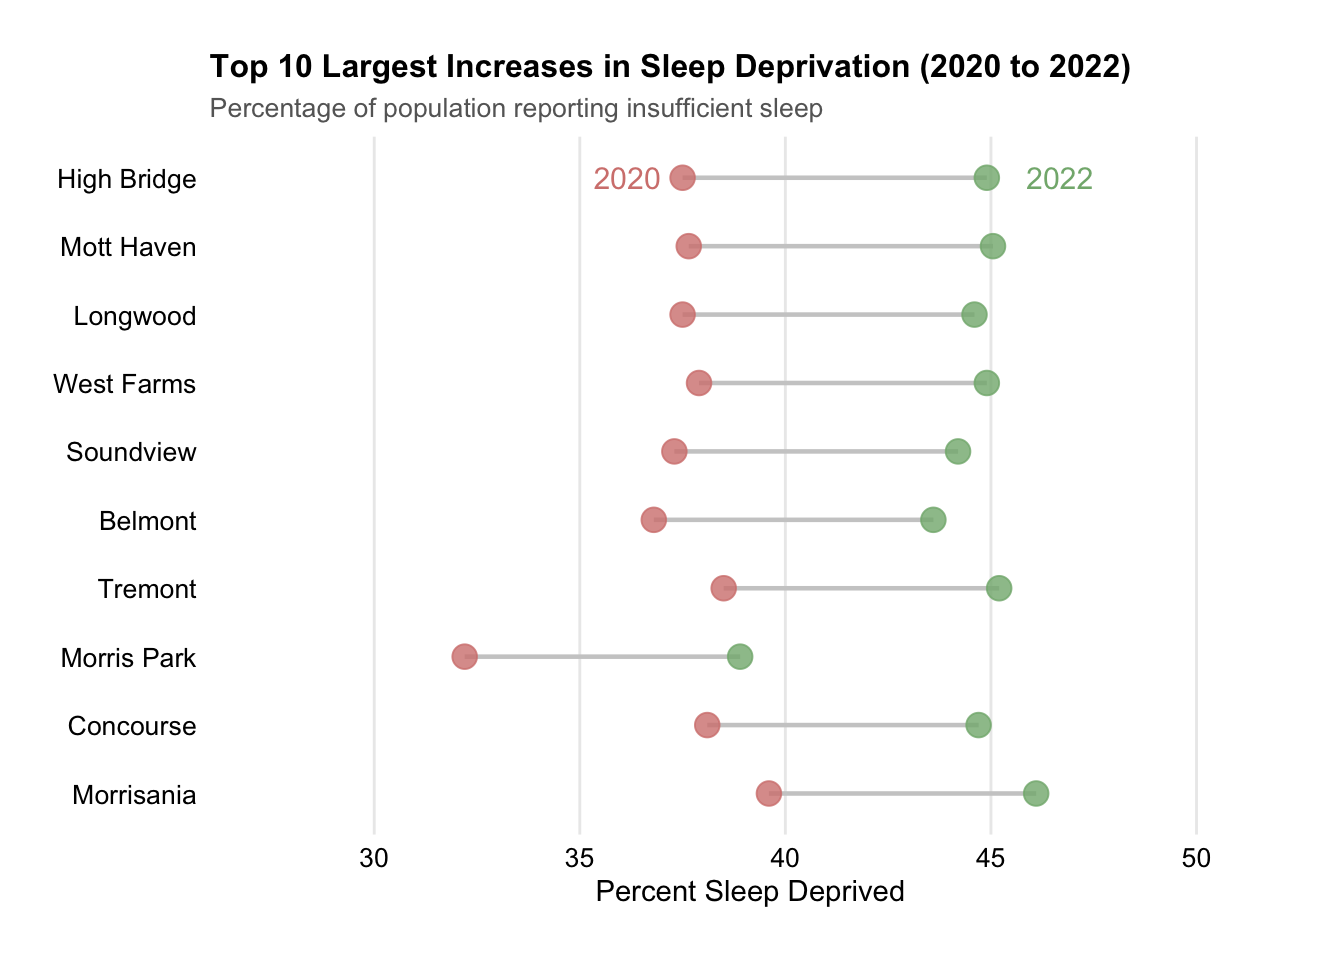 Top 10 Largest Increases in Sleep Deprivation (2020 to 2022)
Percentage of population reporting insufficient sleep
High Bridge
2020
2022
Mott Haven
Longwood
West Farms
Soundview
Belmont
Tremont
Morris Park
Concourse
Morrisania
30 35 40 45 50
Percent Sleep Deprived